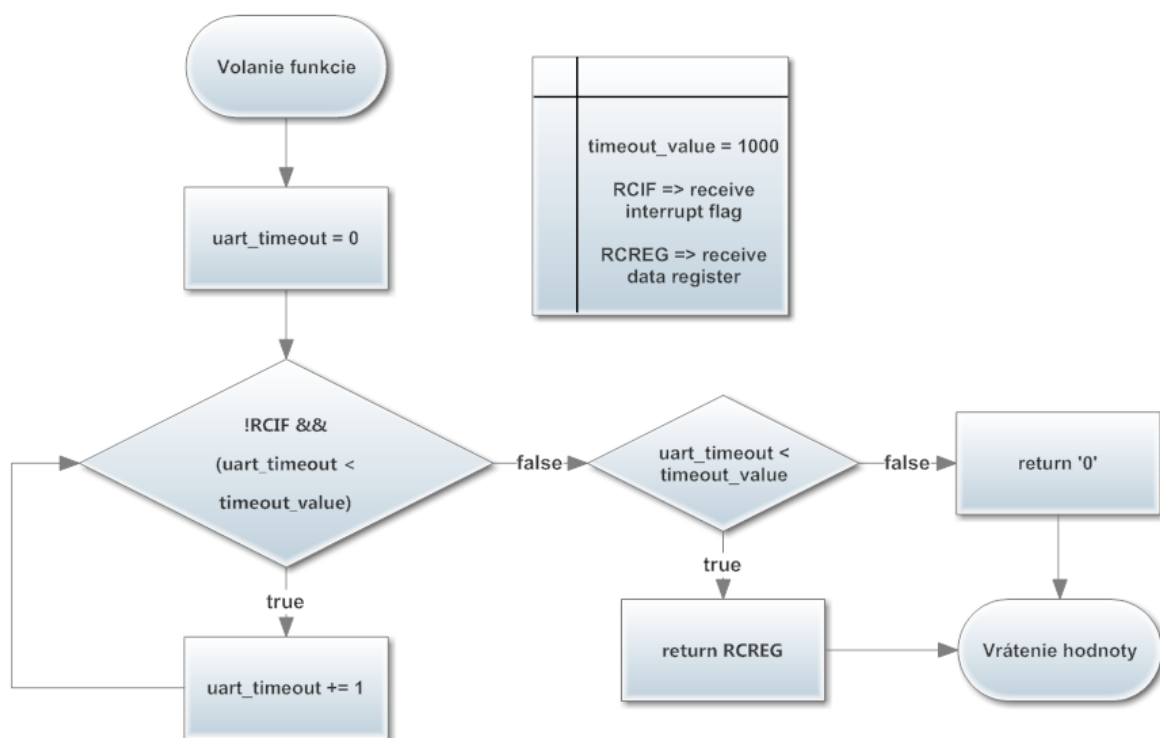 Volanie funkcie
timeout_value = 1000
RCIF => receive
interrupt flag
RCREG => receive
data register
uart_timeout = 0
!RCIF &&
(uart_timeout <
timeout_value)
false
uart_timeout <
timeout_value
false
return '0'
true
true
return RCREG
Vrátenie hodnoty
uart_timeout += 1